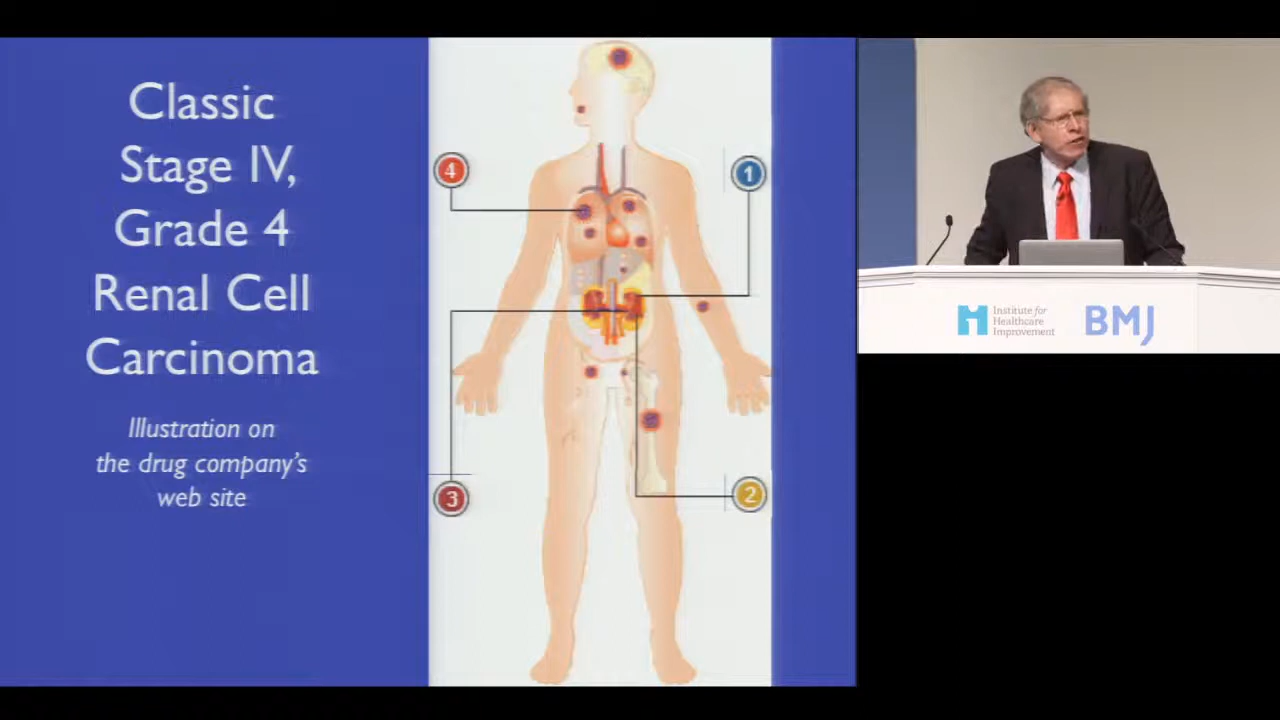 Classic
Stage IV,
Grade 4
Renal Cell
Carcinoma
Illustration on
the drug company's
web site
4
1
3
2
Institute for
Healthcare
Improvement
BMJ